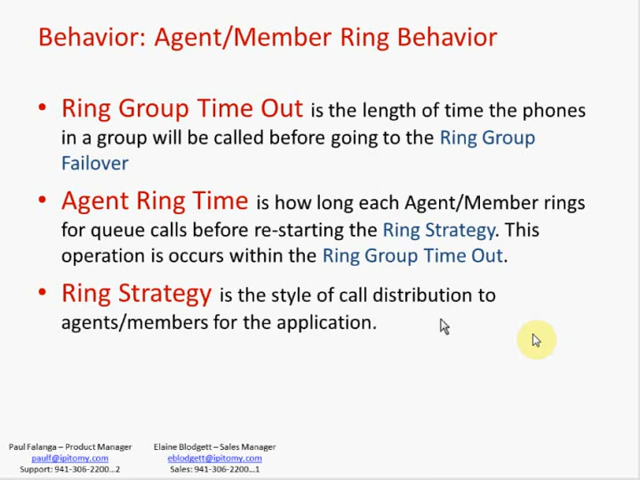 Behavior: Agent/Member Ring Behavior
• Ring Group Time Out is the length of time the phones
in a group will be called before going to the Ring Group
Failover
• Agent Ring Time is how long each Agent/Member rings
for queue calls before re-starting the Ring Strategy. This
operation is occurs within the Ring Group Time Out.
• Ring Strategy is the style of call distribution to
agents/members for the application.
Paul Falanga – Product Manager
paulf@ipitomy.com
Support: 941-306-2200...2
Elaine Blodgett – Sales Manager
eblodgett@ipitomy.com
Sales: 941-306-2200...1